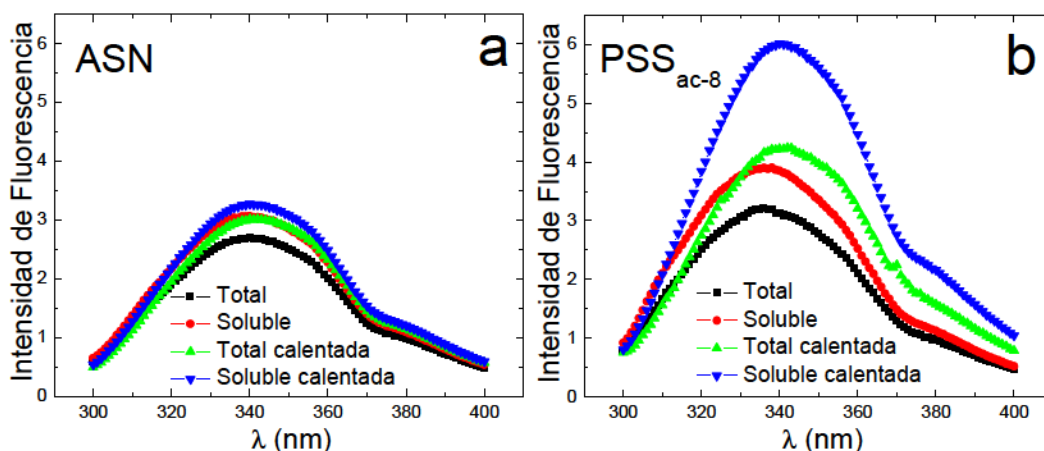 ASN
a
Intensidad de Fluorescencia
6
5
4
3
2
1
0
Total
Soluble
Total calentada
Soluble calentada
300 320 340 360 380 400
λ (nm)
PSSac-8
b
Intensidad de Fluorescencia
6
5
4
3
2
1
0
Total
Soluble
Total calentada
Soluble calentada
300 320 340 360 380 400
λ (nm)